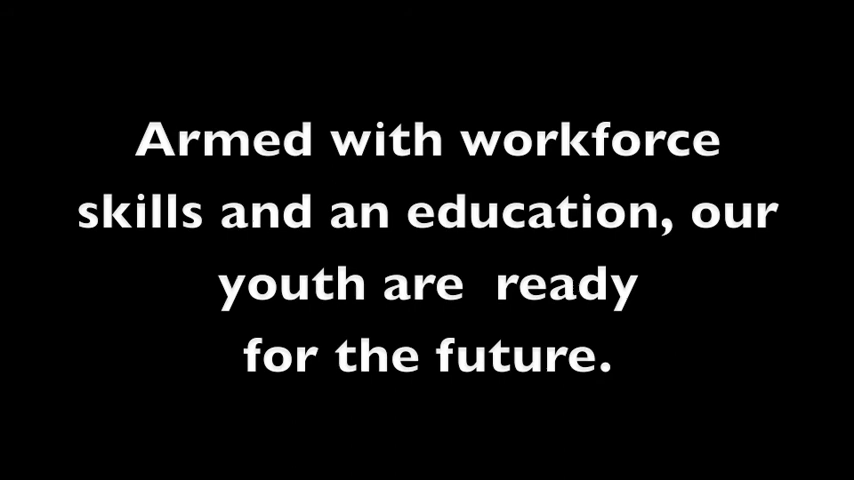 Armed with workforce
skills and an education, our
youth are  ready
for the future.